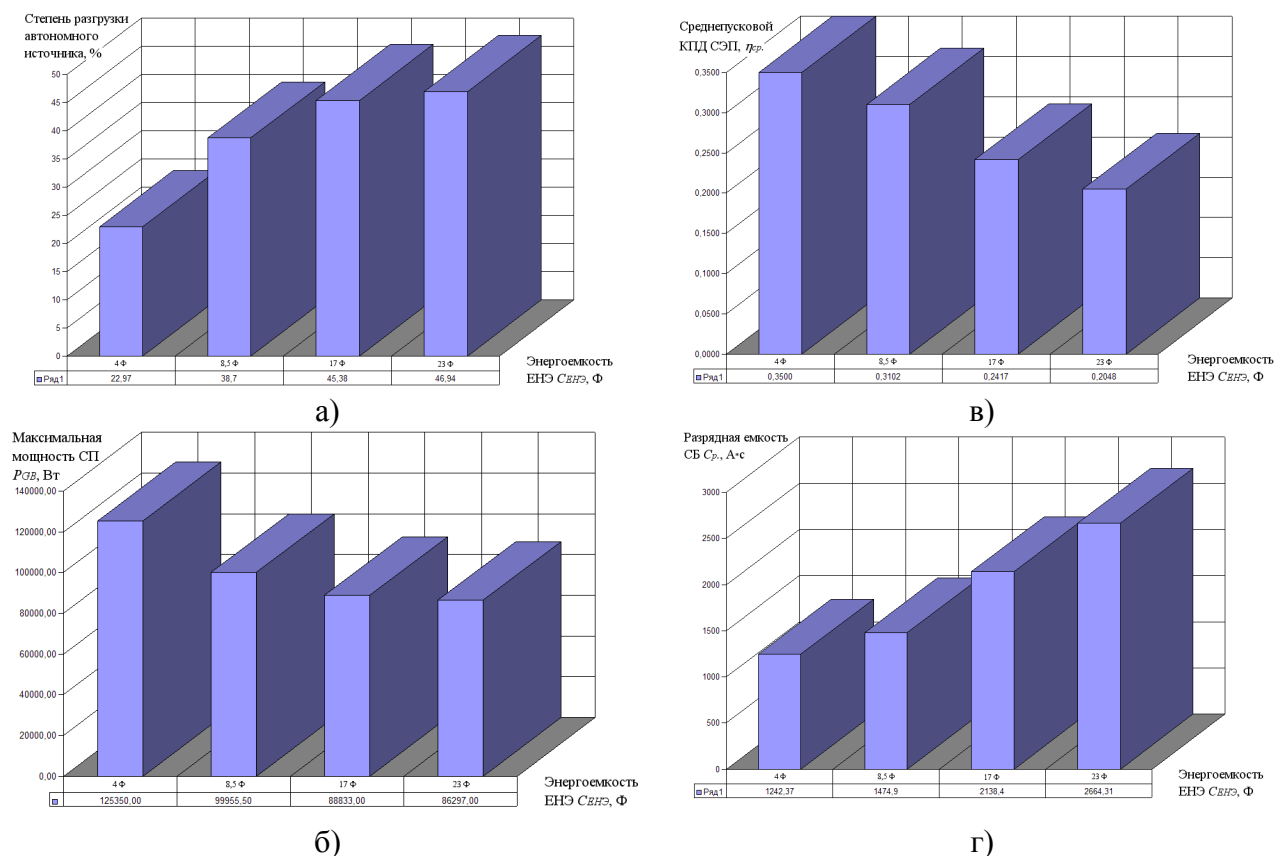 Степень разгрузки
автономного
источника, %
50
45
40
35
30
25
20
15
10
5
0
4 Ф 8,5 Ф 17 Ф 23 Ф
Ряд1 22,97 38,7 45,38 46,94
Энергоемкость
ЕНЭ CЕНЭ, Ф
а)
Среднепусковой
КПД СЭП, ηср.
0,3500
0,3000
0,2500
0,2000
0,1500
0,1000
0,0500
0,0000
4 Ф 8,5 Ф 17 Ф 23 Ф
Ряд1 0,3500 0,3102 0,2417 0,2048
Энергоемкость
ЕНЭ CЕНЭ, Ф
в)
Максимальная
мощность СП
PGB, Вт
140000,00
120000,00
100000,00
80000,00
60000,00
40000,00
20000,00
0,00
4 Ф 8,5 Ф 17 Ф 23 Ф
125350,00 99955,50 88833,00 86297,00
Энергоемкость
ЕНЭ CЕНЭ, Ф
б)
Разрядная емкость
СБ Cр., А•с
3000
2500
2000
1500
1000
500
0
4 Ф 8,5 Ф 17 Ф 23 Ф
Ряд1 1242,37 1474,9 2138,4 2664,31
Энергоемкость
ЕНЭ CЕНЭ, Ф
г)